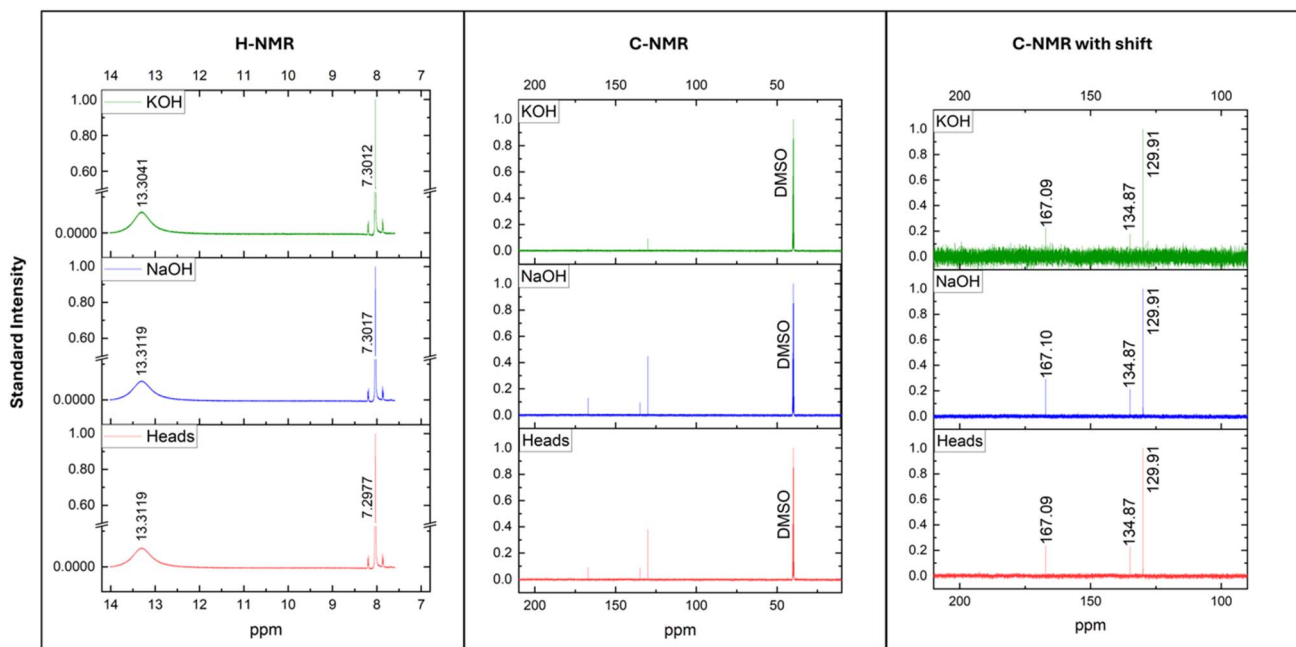 H-NMR
14 13 12 11 10 9 8 7
KOH
1.00
0.80
0.60
0.0000
13.3041
7.3012
NaOH
1.00
0.80
0.60
0.0000
13.3119
7.3017
Heads
1.00
0.80
0.60
0.0000
13.3119
7.2977
14 13 12 11 10 9 8 7
ppm
Standard Intensity
C-NMR
200 150 100 50
KOH
1.0
0.8
0.6
0.4
0.2
0.0
DMSO
NaOH
1.0
0.8
0.6
0.4
0.2
0.0
DMSO
Heads
1.0
0.8
0.6
0.4
0.2
0.0
DMSO
200 150 100 50
ppm
C-NMR with shift
200 150 100
KOH
1.0
0.8
0.6
0.4
0.2
0.0
167.09
134.87
129.91
NaOH
1.0
0.8
0.6
0.4
0.2
0.0
167.10
134.87
129.91
Heads
1.0
0.8
0.6
0.4
0.2
0.0
167.09
134.87
129.91
200 150 100
ppm